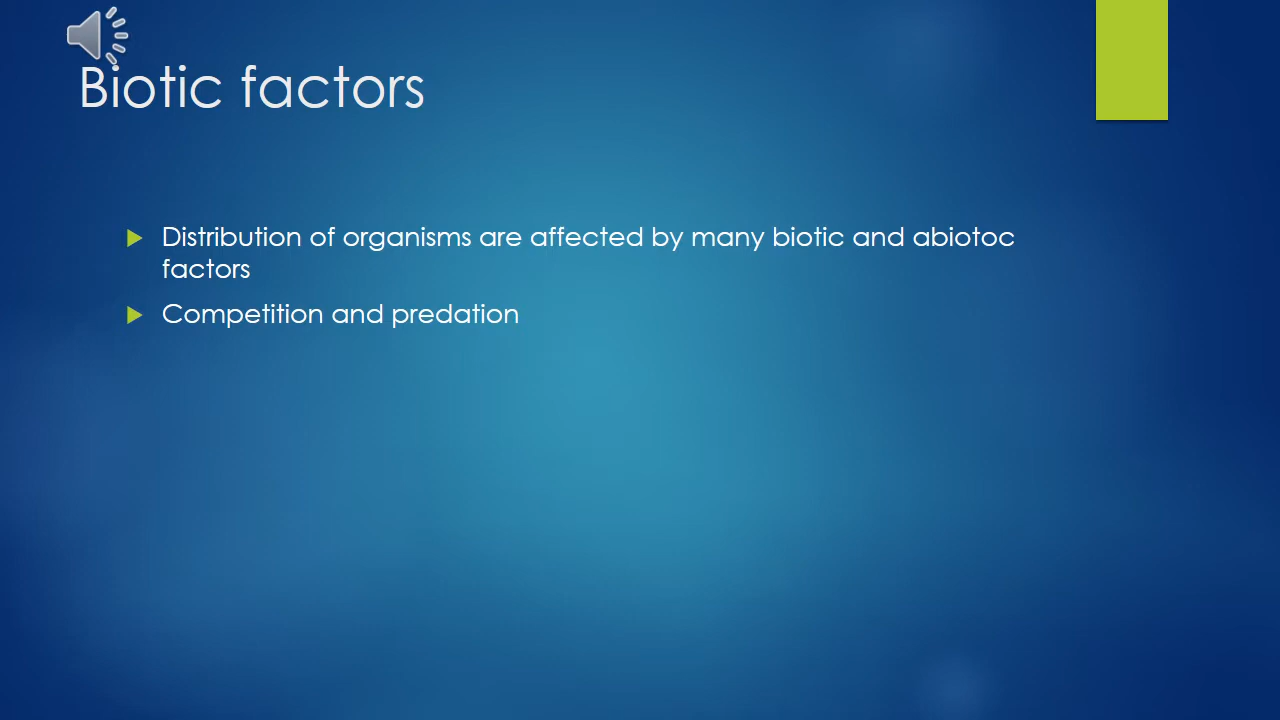 Biotic factors
Distribution of organisms are affected by many biotic and abiotoc
factors
Competition and predation